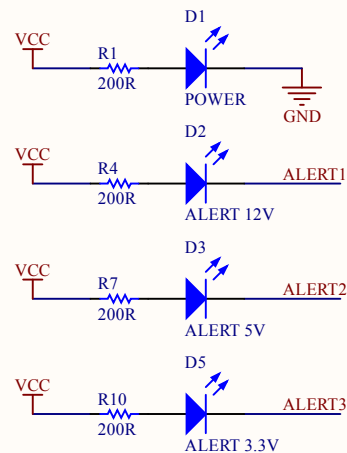 D1
VCC
R1
200R
POWER
GND
D2
VCC
R4
ALERT1
200R
ALERT 12V
D3
VCC
R7
ALERT2
200R
ALERT 5V
D5
VCC
R10
ALERT3
200R
ALERT 3.3V